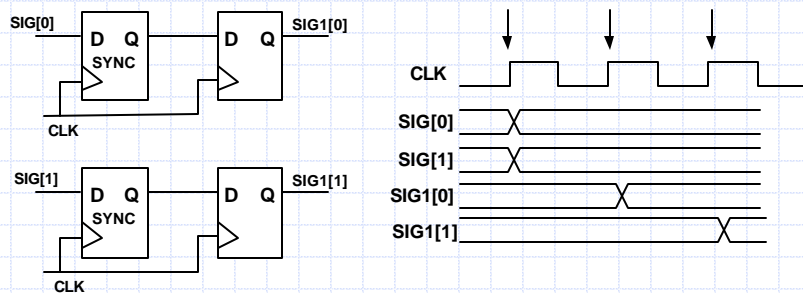 SIG[0]
D Q
SYNC
D Q
SIG1[0]
CLK
SIG[1]
D Q
SYNC
D Q
SIG1[1]
CLK
CLK
SIG[0]
SIG[1]
SIG1[0]
SIG1[1]